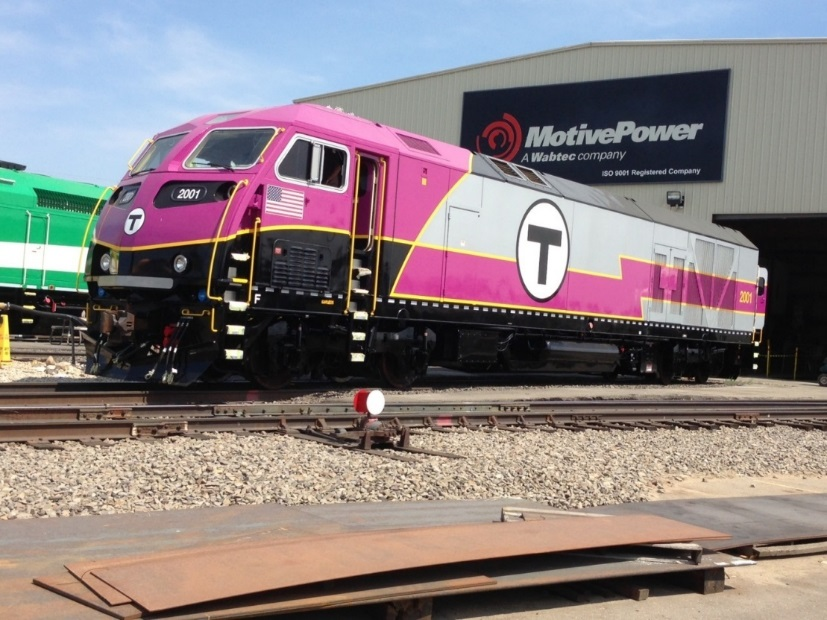 MotivePower
A Wabtec company
ISO 9001 Registered Company
2001
T
T
2001
F